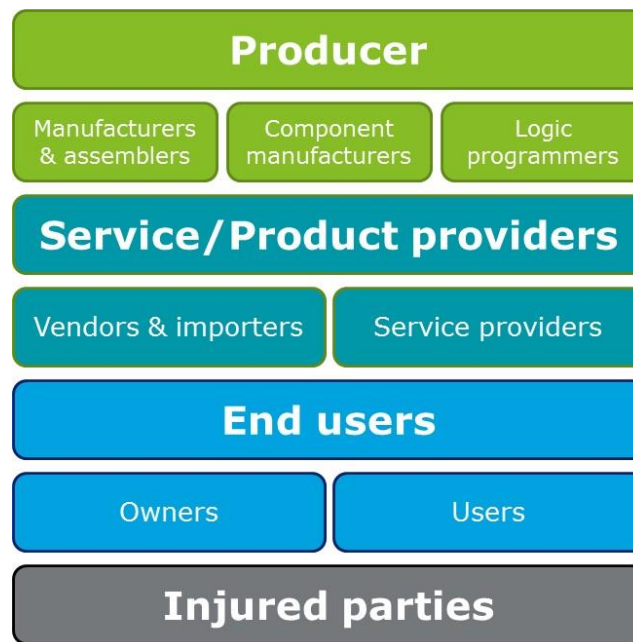 Producer
Manufacturers
& assemblers
Component
manufacturers
Logic
programmers
Service/Product providers
Vendors & importers
Service providers
End users
Owners
Users
Injured parties